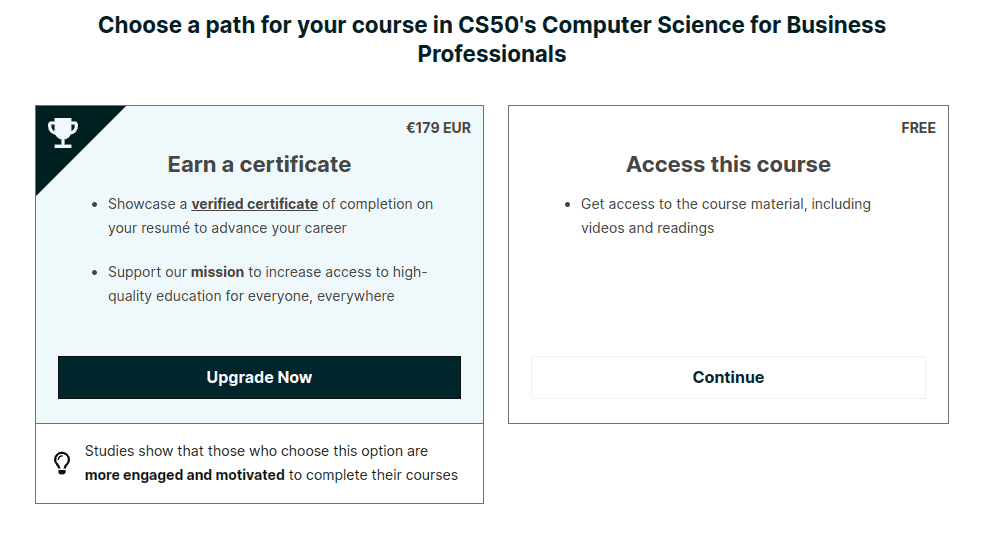 Choose a path for your course in CS50's Computer Science for Business
Professionals
€179 EUR
Earn a certificate
Showcase a verified certificate of completion on
your resumé to advance your career
Support our mission to increase access to high-
quality education for everyone, everywhere
Upgrade Now
Studies show that those who choose this option are
more engaged and motivated to complete their courses
FREE
Access this course
Get access to the course material, including
videos and readings
Continue